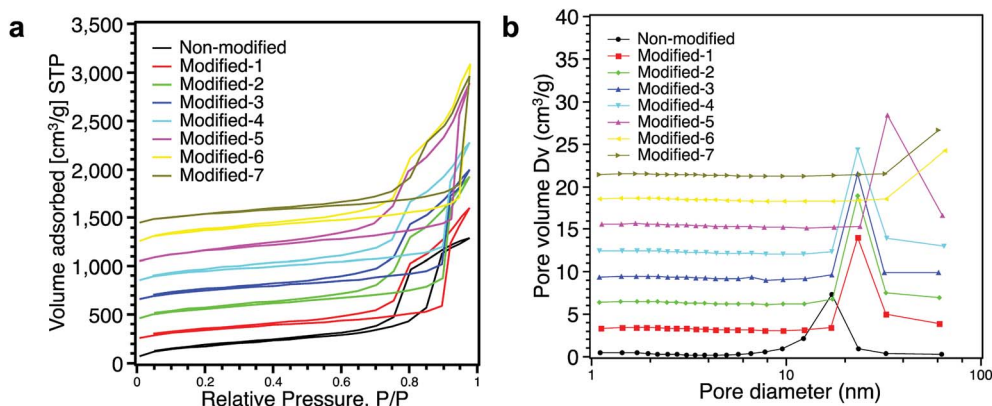 a
Volume adsorbed [cm³/g] STP
3,500
3,000
2,500
2,000
1,500
1,000
500
0
Non-modified
Modified-1
Modified-2
Modified-3
Modified-4
Modified-5
Modified-6
Modified-7
0 0.2 0.4 0.6 0.8 1
Relative Pressure, P/P
b
Pore volume Dv (cm³/g)
40
35
30
25
20
15
10
5
0
Non-modified
Modified-1
Modified-2
Modified-3
Modified-4
Modified-5
Modified-6
Modified-7
1 10 100
Pore diameter (nm)